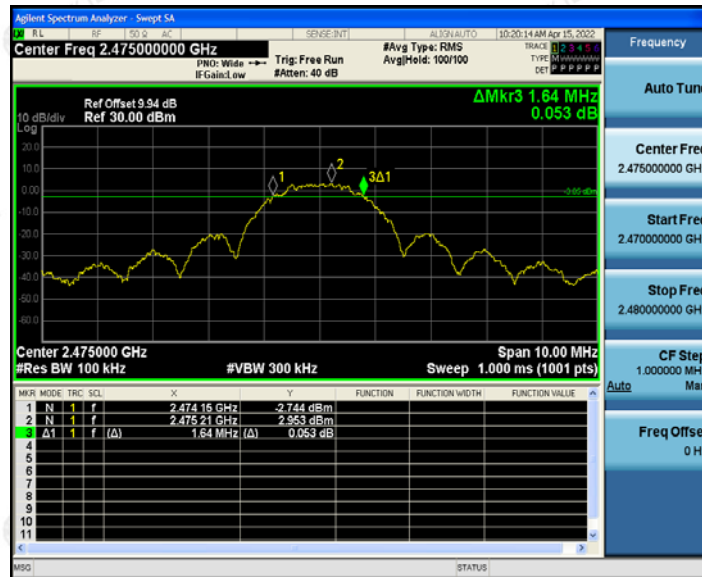 Agilent Spectrum Analyzer - Swept SA
RL RF 50 Ω AC SENSE:INT ALIGN AUTO 10:20:14 AM Apr 15, 2022
Center Freq 2.475000000 GHz
PNO: Wide
IFGain:Low
Trig: Free Run
#Atten: 40 dB
#Avg Type: RMS
Avg|Hold: 100/100
TRACE 1 2 3 4 5 6
TYPE M
DET P P P P P P
Ref Offset 9.94 dB
Ref 30.00 dBm
10 dB/div
Log
ΔMkr3 1.64 MHz
0.053 dB
20.0
10.0
0.00
-10.0
-20.0
-30.0
-40.0
-50.0
-60.0
1
2
3Δ1
Center 2.475000 GHz
#Res BW 100 kHz
#VBW 300 kHz
Span 10.00 MHz
Sweep 1.000 ms (1001 pts)
MKR MODE TRC SCL X Y FUNCTION FUNCTION WIDTH FUNCTION VALUE
1 N 1 f 2.474 15 GHz -2.744 dBm
2 N 1 f 2.475 21 GHz 2.953 dBm
3 Δ1 1 f (Δ) 1.64 MHz (Δ) 0.053 dB
4
5
6
7
8
9
10
11
MSG STATUS
Frequency
Auto Tun
Center Fre
2.475000000 GH
Start Fre
2.470000000 GH
Stop Fre
2.480000000 GH
CF Step
1.000000 MH
Auto Mar
Freq Offse
0 H